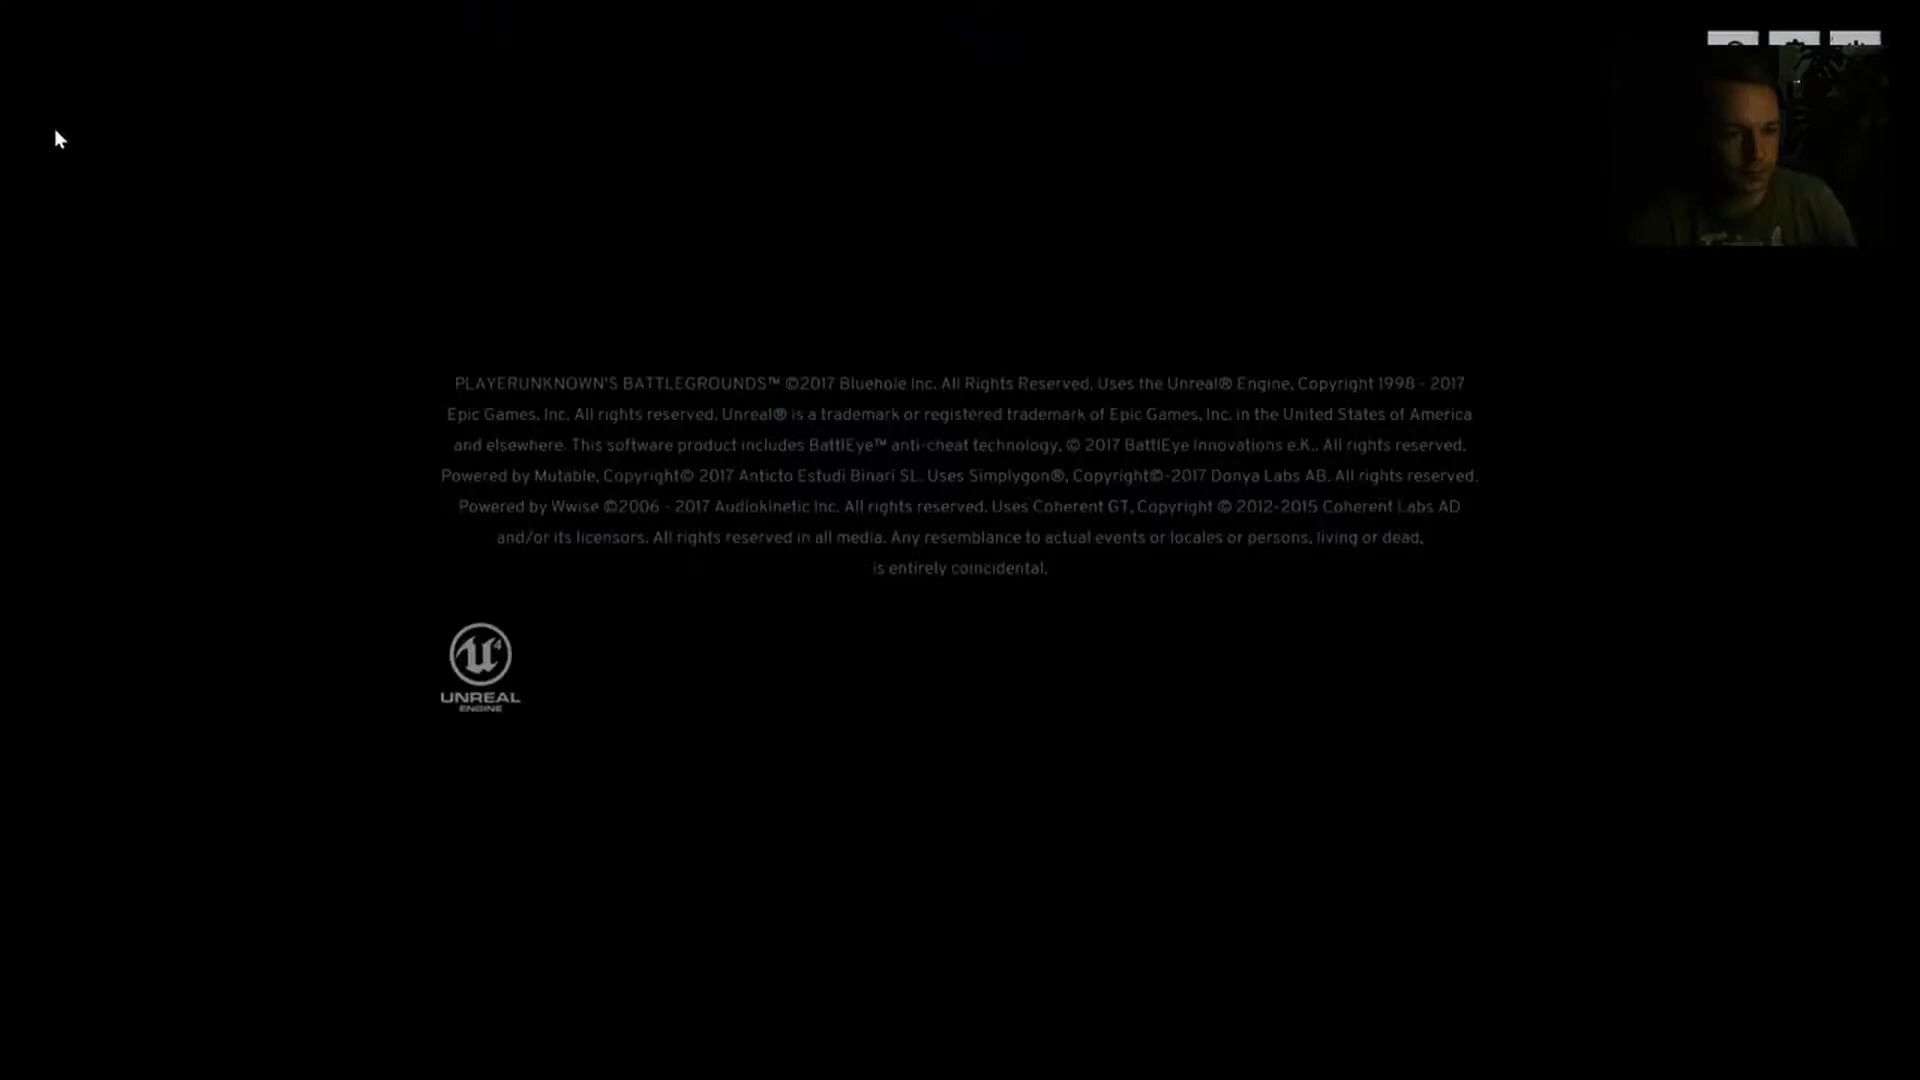 PLAYERUNKNOWN'S BATTLEGROUNDS™ ©2017 Bluehole Inc. All Rights Reserved. Uses the Unreal® Engine. Copyright 1998 - 2017
Epic Games, Inc. All rights reserved. Unreal® is a trademark or registered trademark of Epic Games, Inc. in the United States of America
and elsewhere. This software product includes BattlEye™ anti-cheat technology, © 2017 BattlEye Innovations e.K.. All rights reserved.
Powered by Mutable, Copyright© 2017 Anticto Estudi Binari SL. Uses Simplygon®, Copyright©-2017 Donya Labs AB. All rights reserved.
Powered by Wwise ©2006 - 2017 Audiokinetic Inc. All rights reserved. Uses Coherent GT, Copyright © 2012-2015 Coherent Labs AD
and/or its licensors. All rights reserved in all media. Any resemblance to actual events or locales or persons, living or dead,
is entirely coincidental.
UNREAL
ENGINE